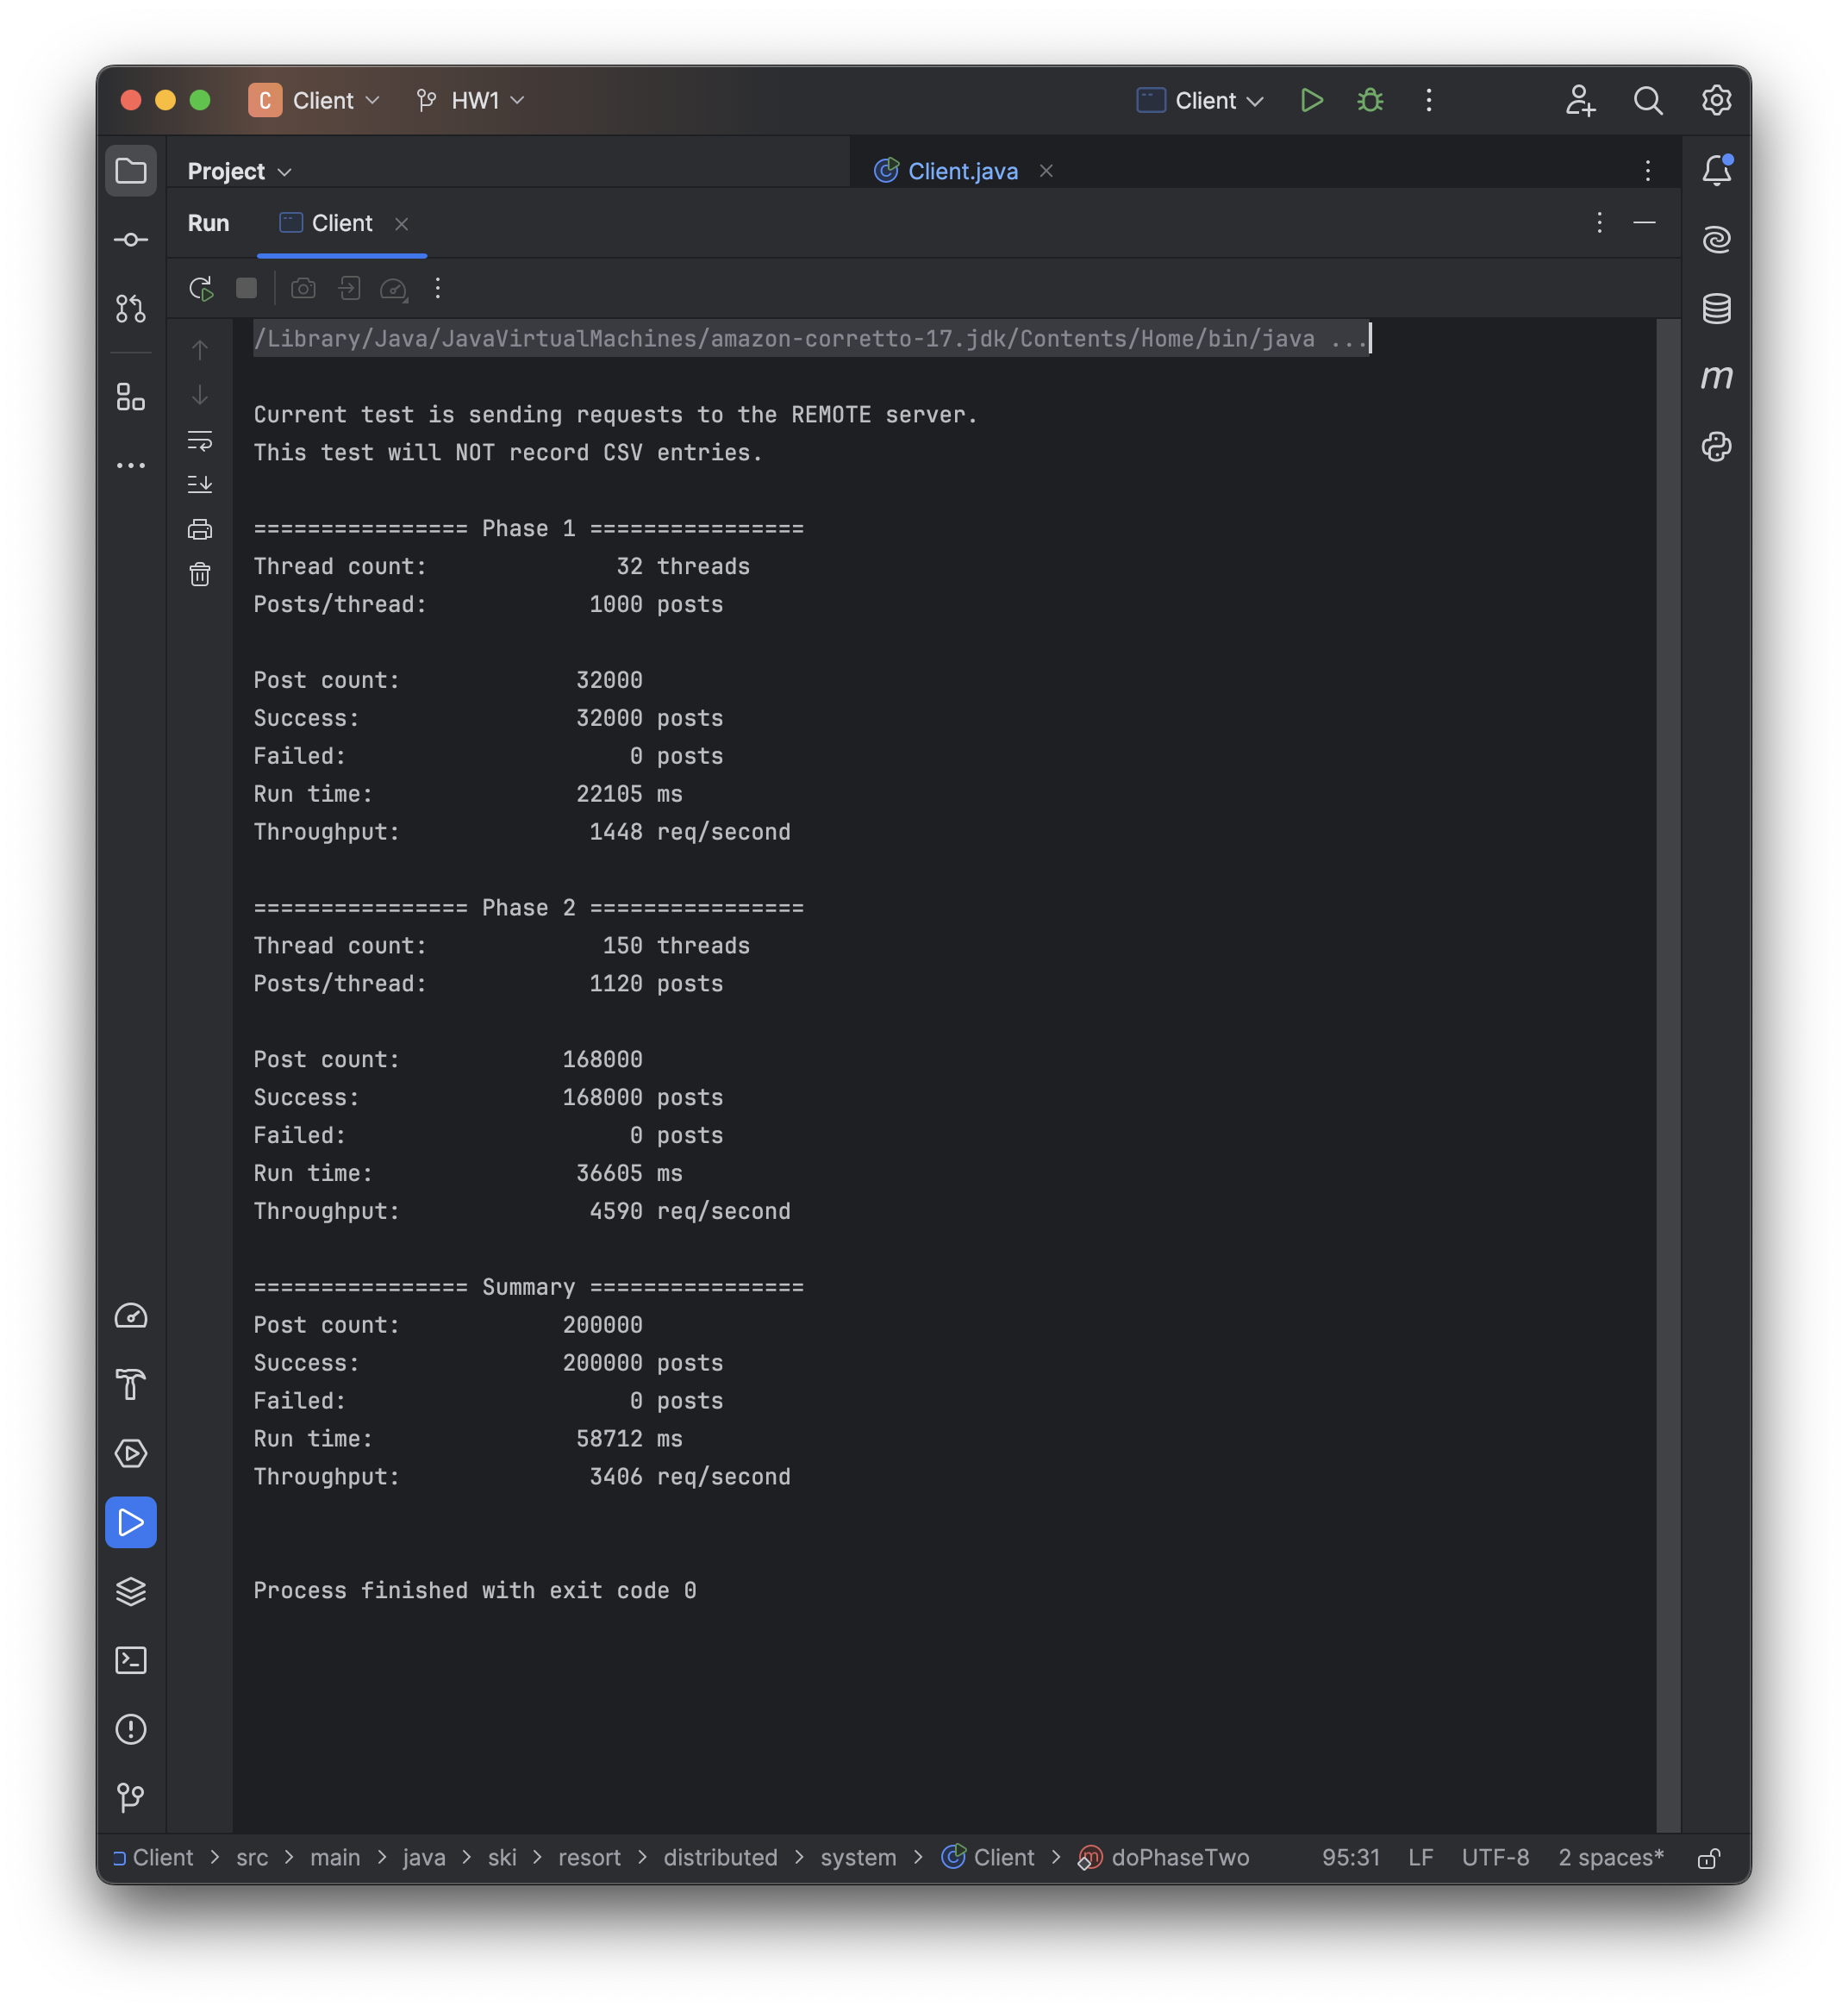 C Client HW1 Client
Project Client.java
Run Client
/Library/Java/JavaVirtualMachines/amazon-corretto-17.jdk/Contents/Home/bin/java ...
Current test is sending requests to the REMOTE server.
This test will NOT record CSV entries.
================ Phase 1 ================
Thread count: 32 threads
Posts/thread: 1000 posts
Post count: 32000
Success: 32000 posts
Failed: 0 posts
Run time: 22105 ms
Throughput: 1448 req/second
================ Phase 2 ================
Thread count: 150 threads
Posts/thread: 1120 posts
Post count: 168000
Success: 168000 posts
Failed: 0 posts
Run time: 36605 ms
Throughput: 4590 req/second
================ Summary ================
Post count: 200000
Success: 200000 posts
Failed: 0 posts
Run time: 58712 ms
Throughput: 3406 req/second
Process finished with exit code 0
Client > src > main > java > ski > resort > distributed > system > Client > doPhaseTwo 95:31 LF UTF-8 2 spaces*